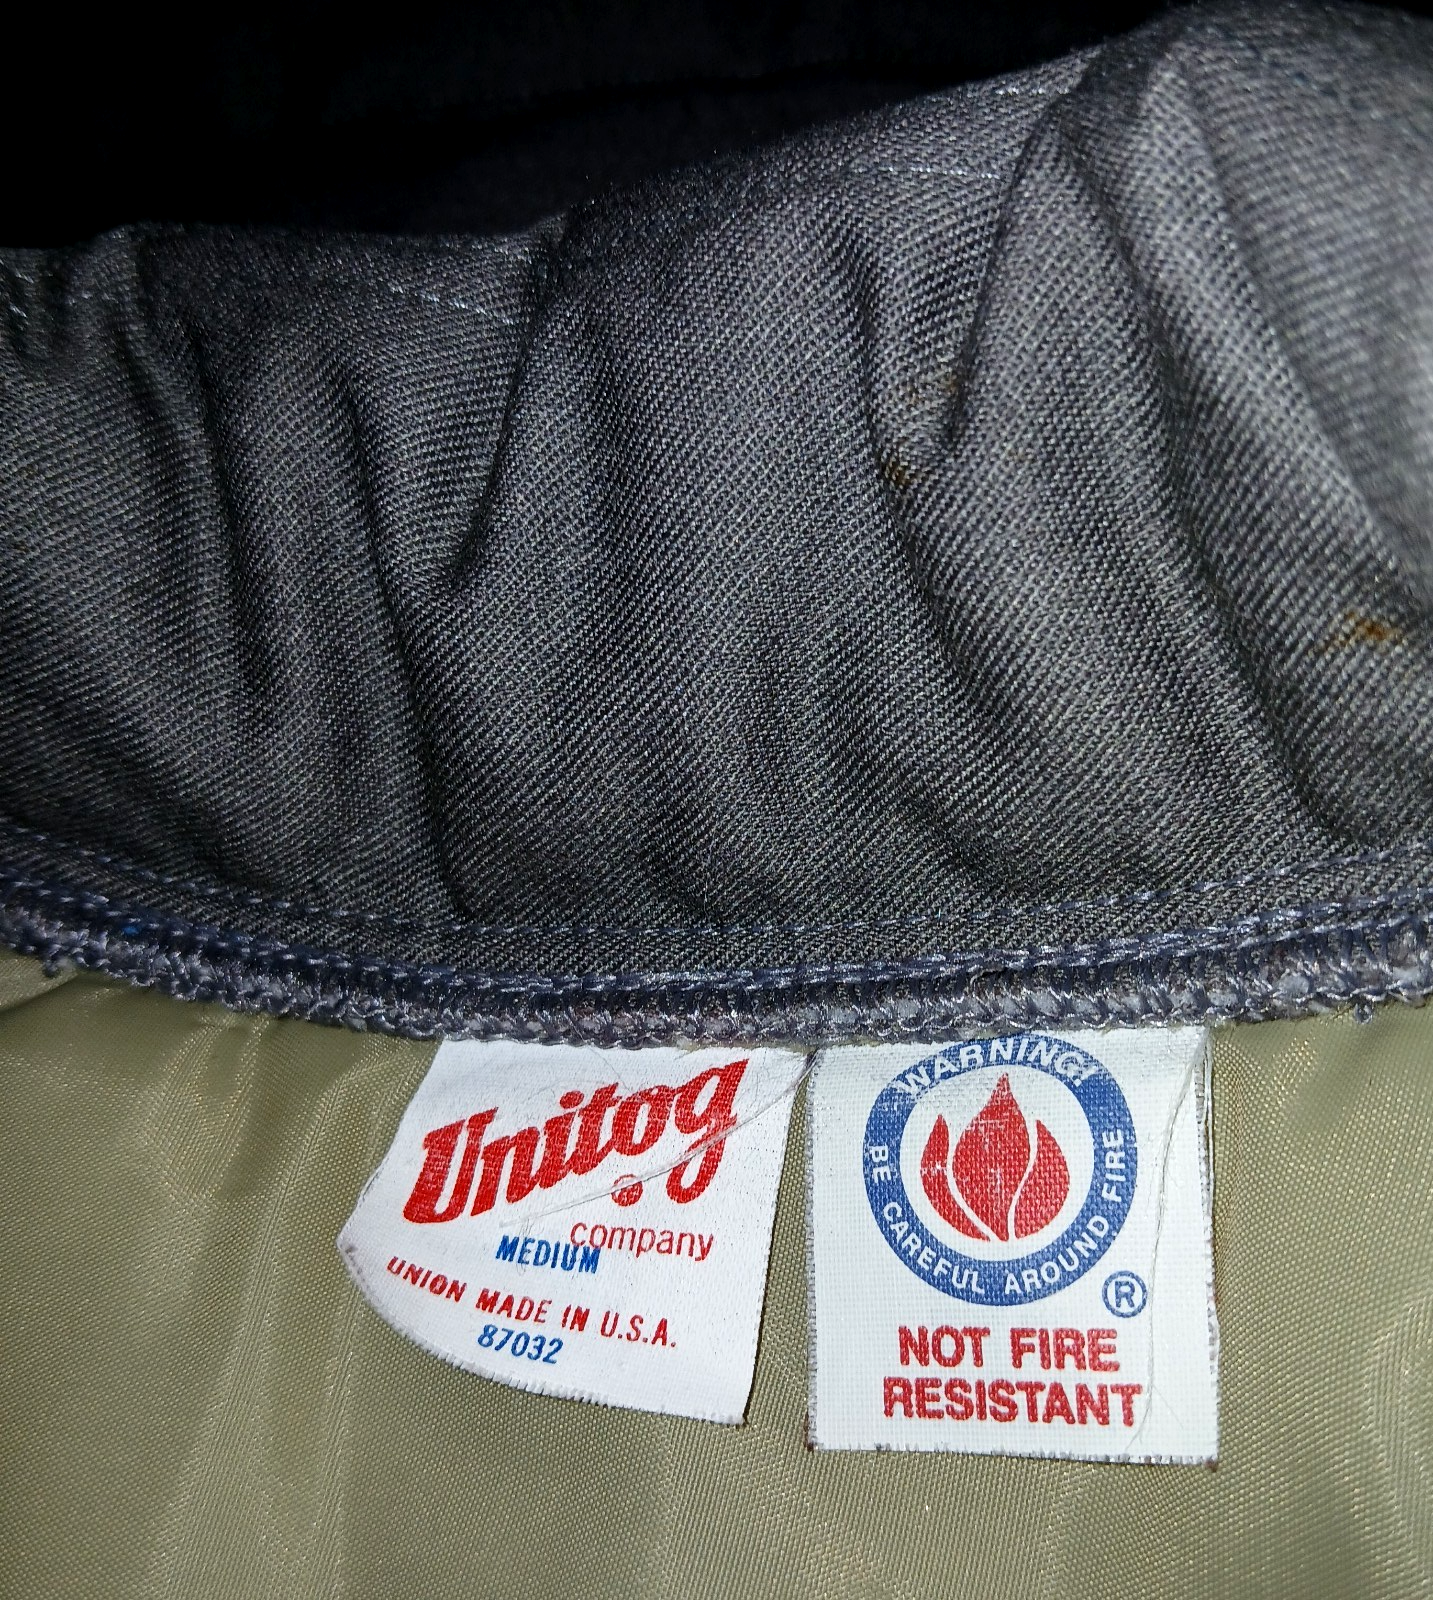 Unitog
®
company
MEDIUM
UNION MADE IN U.S.A.
87032
WARNING!
BE CAREFUL AROUND FIRE
®
NOT FIRE
RESISTANT